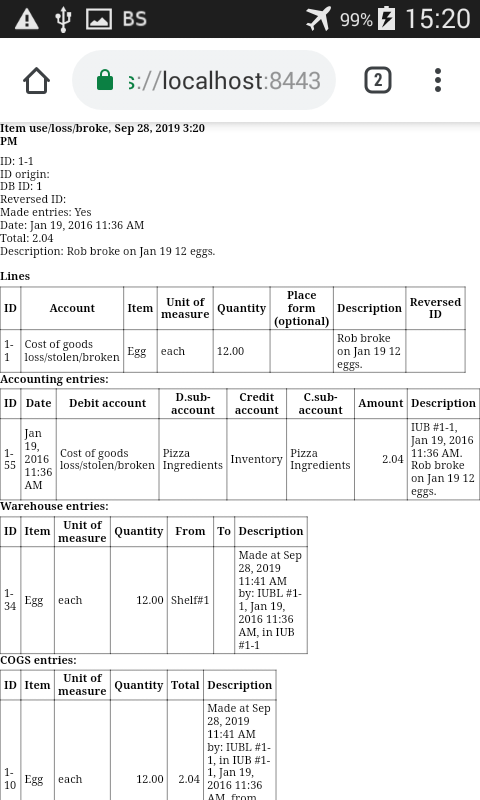 BS 99% 15:20
s://localhost:8443 2
Item use/loss/broke, Sep 28, 2019 3:20
PM
ID: 1-1
ID origin:
DB ID: 1
Reversed ID:
Made entries: Yes
Date: Jan 19, 2016 11:36 AM
Total: 2.04
Description: Rob broke on Jan 19 12 eggs.
Lines
ID Account Item Unit of measure Quantity Place form (optional) Description Reversed ID
1-1 Cost of goods loss/stolen/broken Egg each 12.00 Rob broke on Jan 19 12 eggs.
Accounting entries:
ID Date Debit account D.sub-account Credit account C.sub-account Amount Description
1-55 Jan 19, 2016 11:36 AM Cost of goods loss/stolen/broken Pizza Ingredients Inventory Pizza Ingredients 2.04 IUB #1-1, Jan 19, 2016 11:36 AM. Rob broke on Jan 19 12 eggs.
Warehouse entries:
ID Item Unit of measure Quantity From To Description
1-34 Egg each 12.00 Shelf#1 Made at Sep 28, 2019 11:41 AM by: IUBL #1-1, Jan 19, 2016 11:36 AM, in IUB #1-1
COGS entries:
ID Item Unit of measure Quantity Total Description
1-10 Egg each 12.00 2.04 Made at Sep 28, 2019 11:41 AM by: IUBL #1-1, in IUB #1-1, Jan 19, 2016 11:36 AM, from